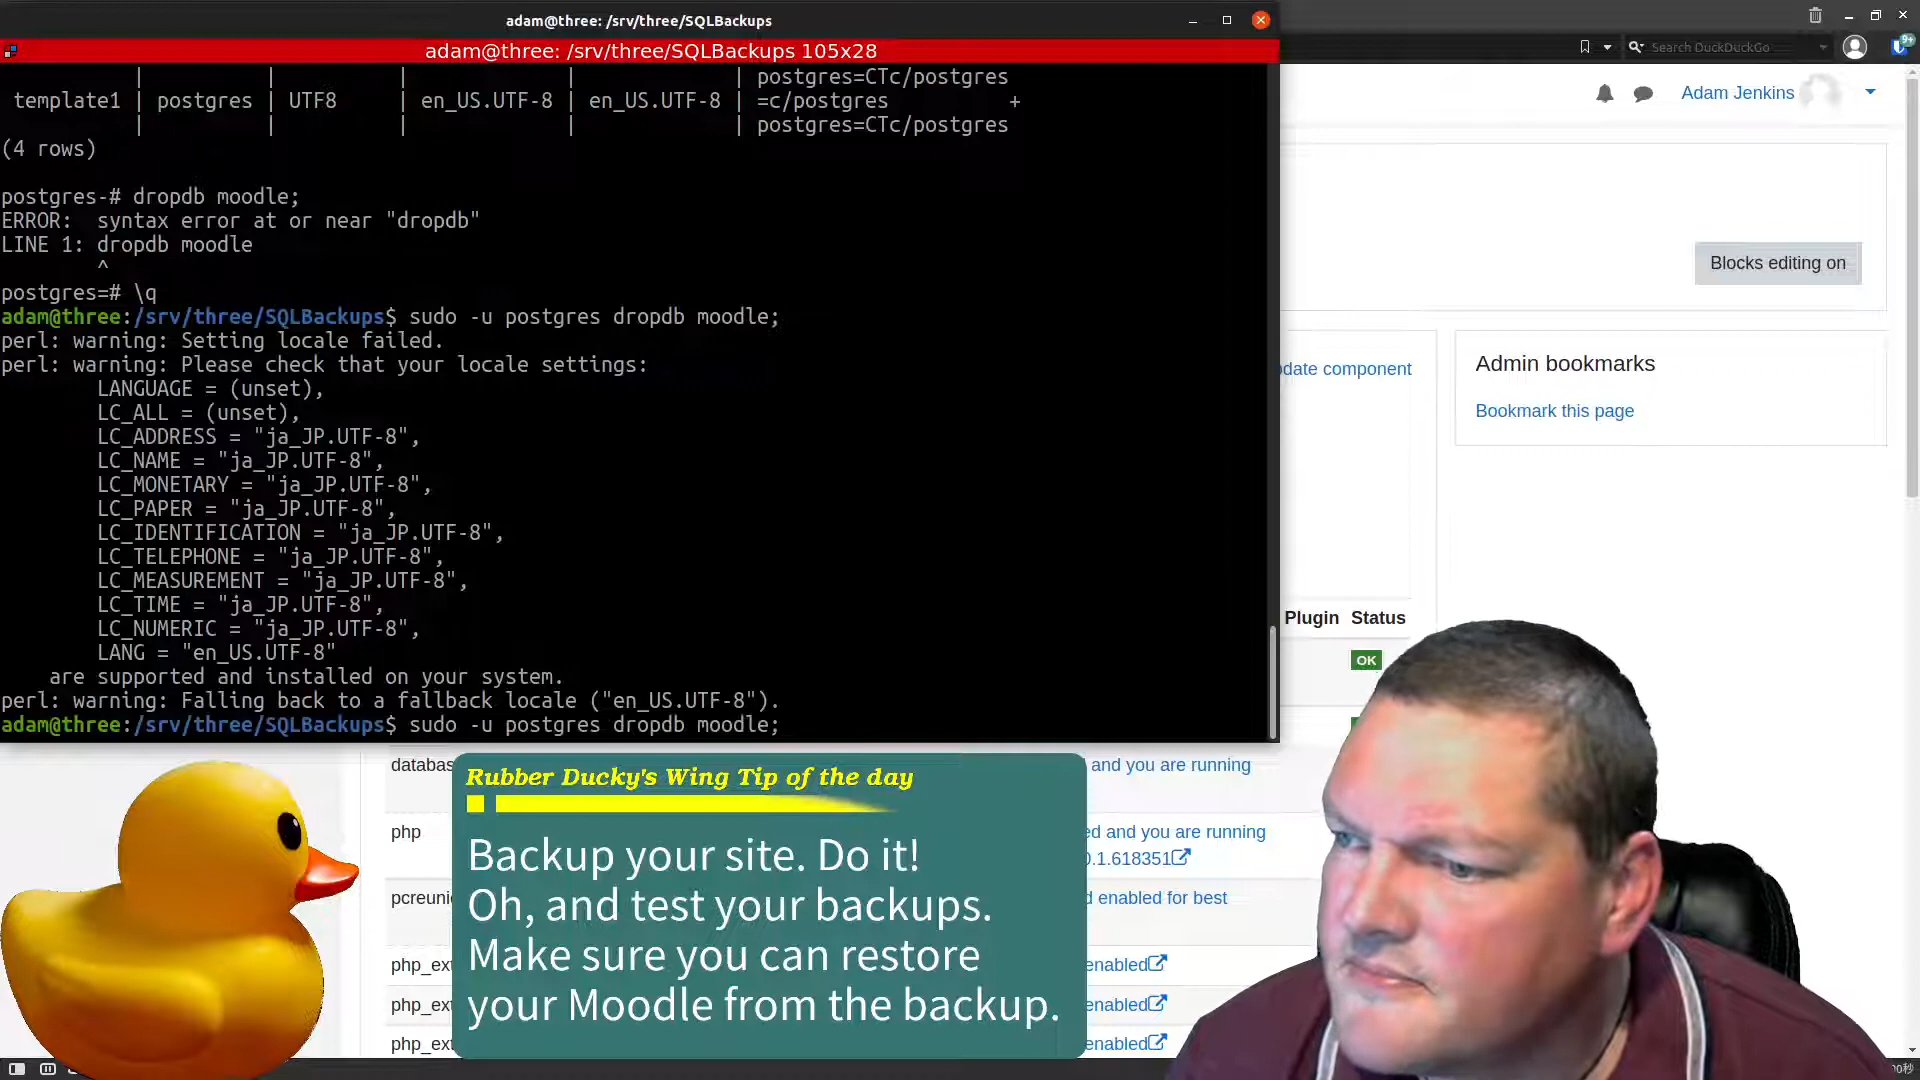 adam@three: /srv/three/SQLBackups
adam@three: /srv/three/SQLBackups 105x28
Search DuckDuckGo
9+
| | | | | postgres=CTc/postgres
template1 | postgres | UTF8 | en_US.UTF-8 | en_US.UTF-8 | =c/postgres +
| | | | | postgres=CTc/postgres
(4 rows)
postgres-# dropdb moodle;
ERROR: syntax error at or near "dropdb"
LINE 1: dropdb moodle
^
postgres=# \q
adam@three:/srv/three/SQLBackups$ sudo -u postgres dropdb moodle;
perl: warning: Setting locale failed.
perl: warning: Please check that your locale settings:
LANGUAGE = (unset),
LC_ALL = (unset),
LC_ADDRESS = "ja_JP.UTF-8",
LC_NAME = "ja_JP.UTF-8",
LC_MONETARY = "ja_JP.UTF-8",
LC_PAPER = "ja_JP.UTF-8",
LC_IDENTIFICATION = "ja_JP.UTF-8",
LC_TELEPHONE = "ja_JP.UTF-8",
LC_MEASUREMENT = "ja_JP.UTF-8",
LC_TIME = "ja_JP.UTF-8",
LC_NUMERIC = "ja_JP.UTF-8",
LANG = "en_US.UTF-8"
are supported and installed on your system.
perl: warning: Falling back to a fallback locale ("en_US.UTF-8").
adam@three:/srv/three/SQLBackups$ sudo -u postgres dropdb moodle;
Adam Jenkins
Blocks editing on
Admin bookmarks
Bookmark this page
date component
Plugin Status
OK
databas
and you are running
php
ed and you are running
0.1.618351
pcreuni
d enabled for best
php_ext
enabled
php_ext
enabled
php_ext
enabled
Rubber Ducky's Wing Tip of the day
Backup your site. Do it!
Oh, and test your backups.
Make sure you can restore
your Moodle from the backup.